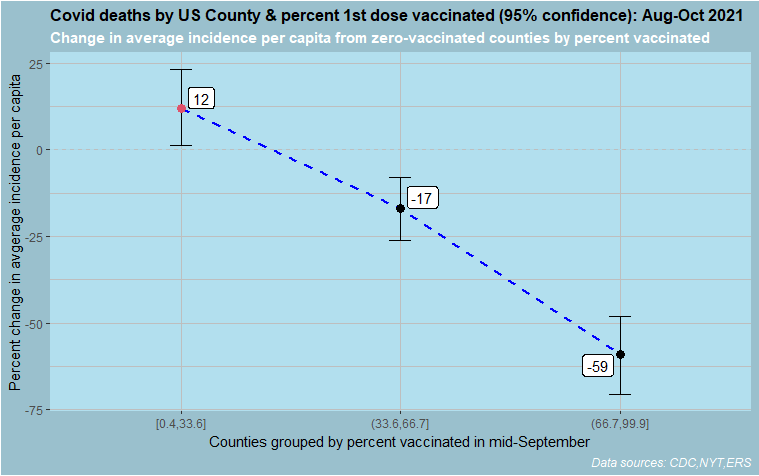 Covid deaths by US County & percent 1st dose vaccinated (95% confidence): Aug-Oct 2021
Change in average incidence per capita from zero-vaccinated counties by percent vaccinated
Percent change in avgerage incidence per capita
25
0
-25
-50
-75
12
-17
-59
[0.4,33.6]
(33.6,66.7]
(66.7,99.9]
Counties grouped by percent vaccinated in mid-September
Data sources: CDC,NYT,ERS